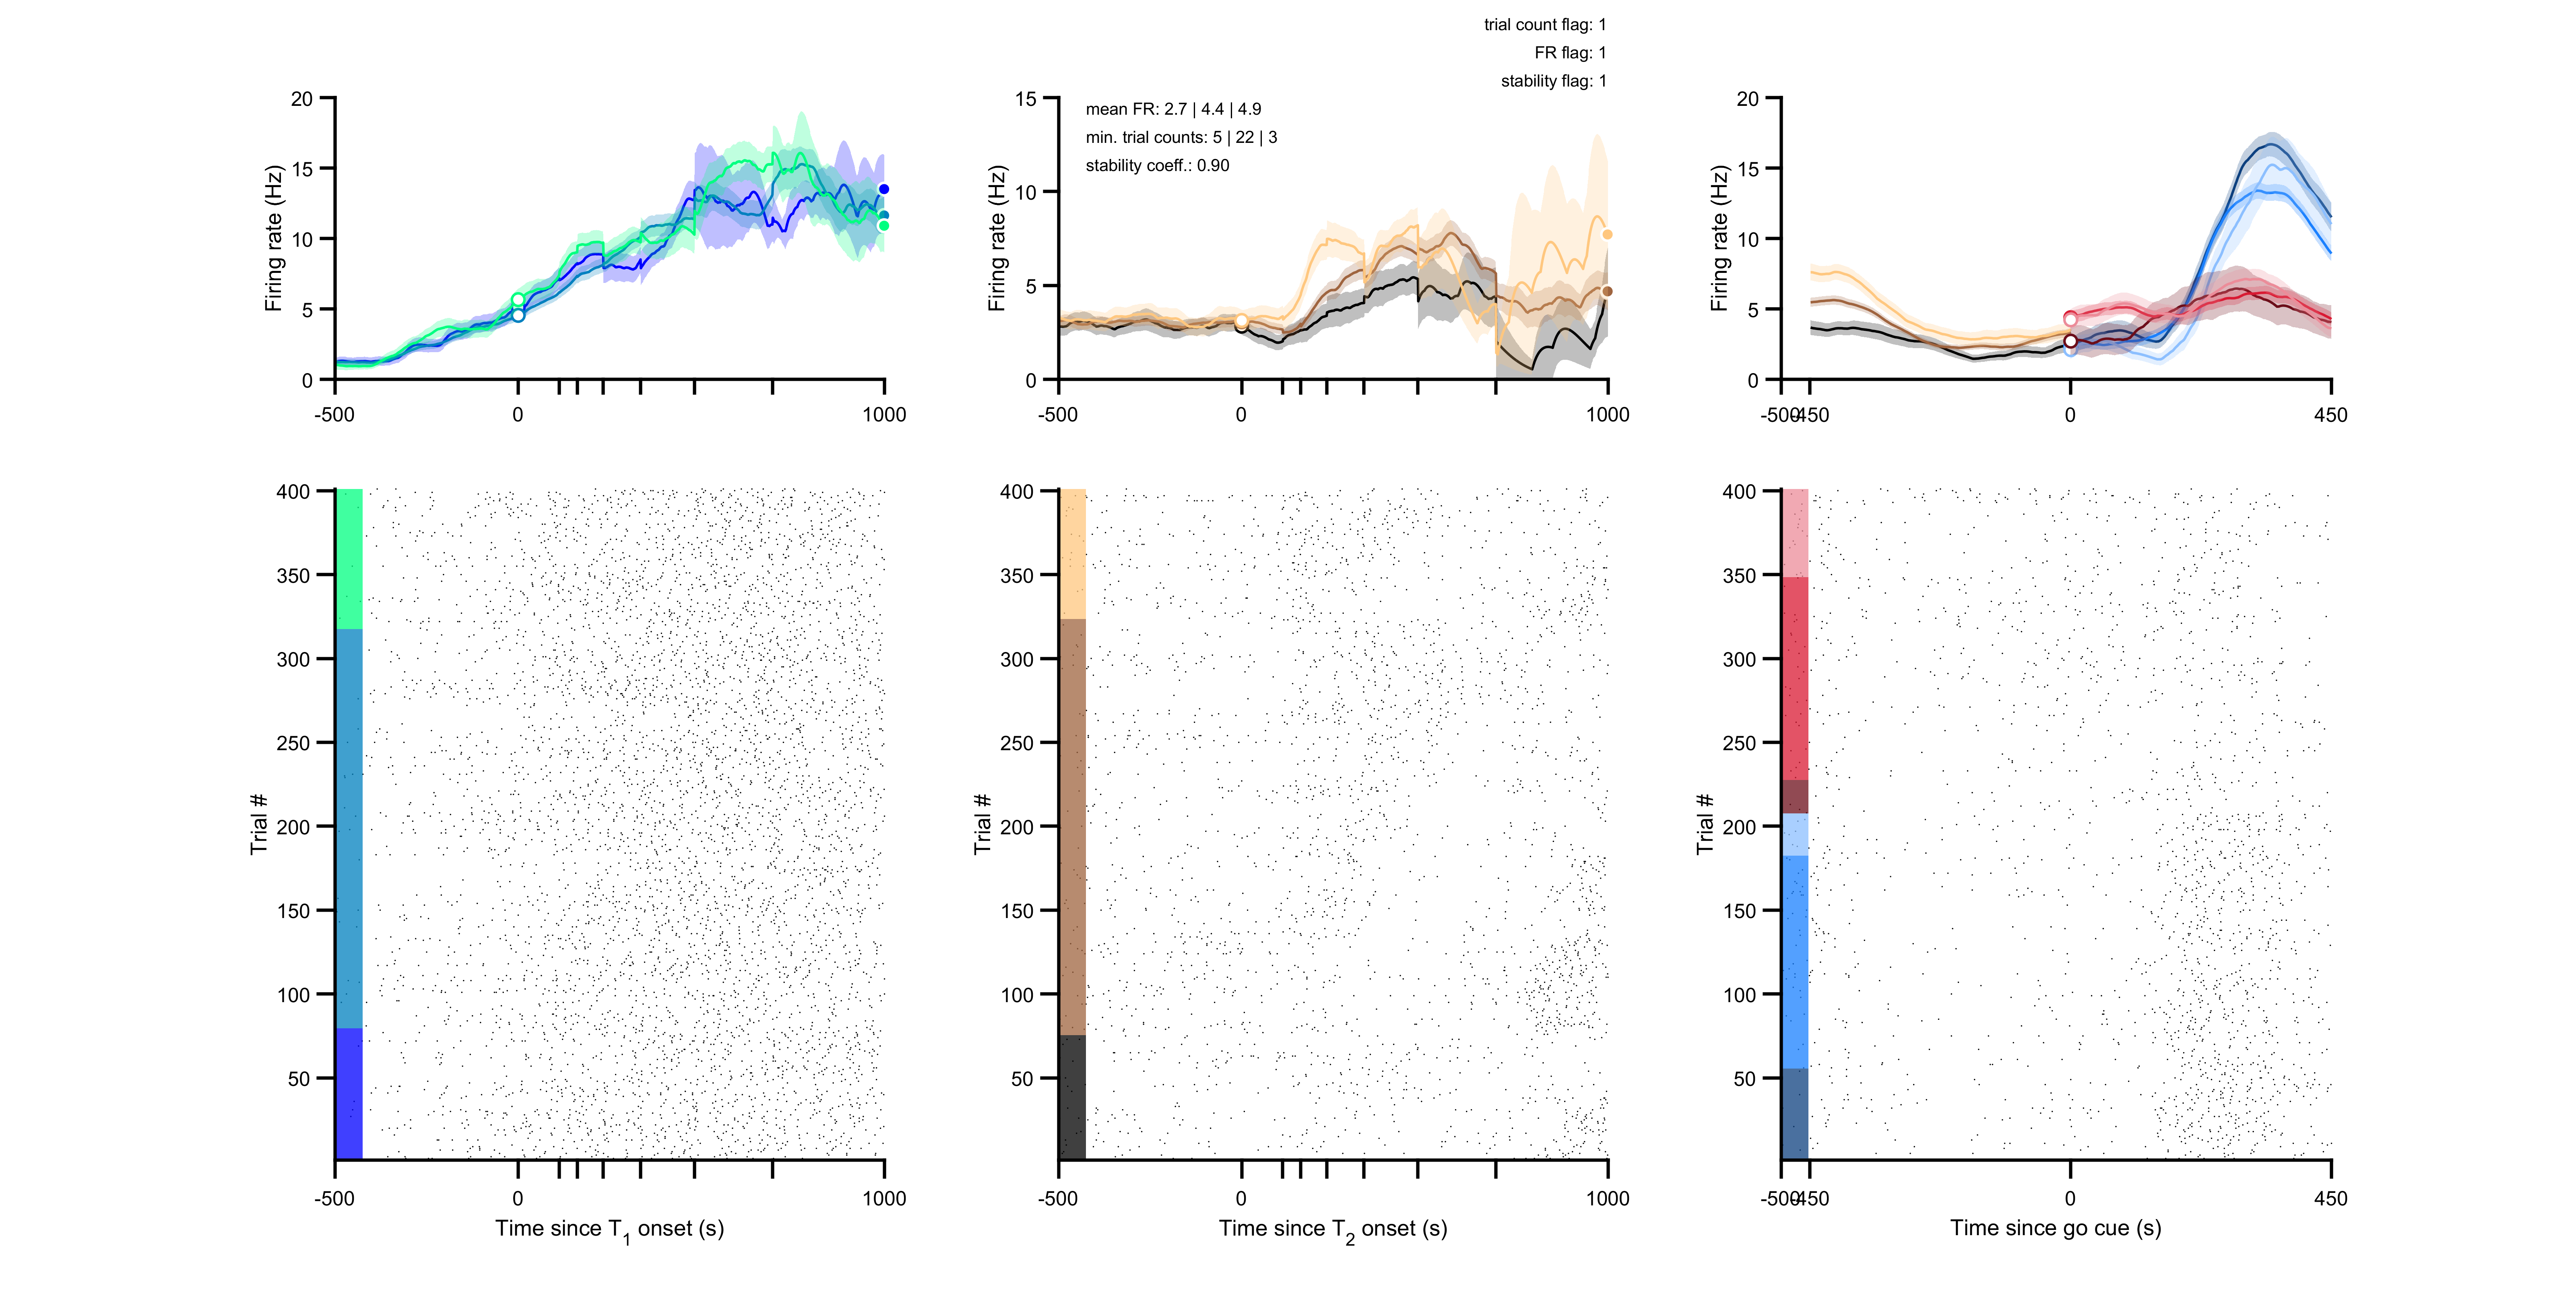 trial count flag: 1
FR flag: 1
stability flag: 1
mean FR: 2.7 | 4.4 | 4.9
min. trial counts: 5 | 22 | 3
stability coeff.: 0.90
Firing rate (Hz)
20
15
10
5
0
-500 0 1000
Firing rate (Hz)
15
10
5
0
-500 0 1000
Firing rate (Hz)
20
15
10
5
0
-500 -450 0 450
Trial #
400
350
300
250
200
150
100
50
-500 0 1000
Time since T1 onset (s)
Trial #
400
350
300
250
200
150
100
50
-500 0 1000
Time since T2 onset (s)
Trial #
400
350
300
250
200
150
100
50
-500 -450 0 450
Time since go cue (s)